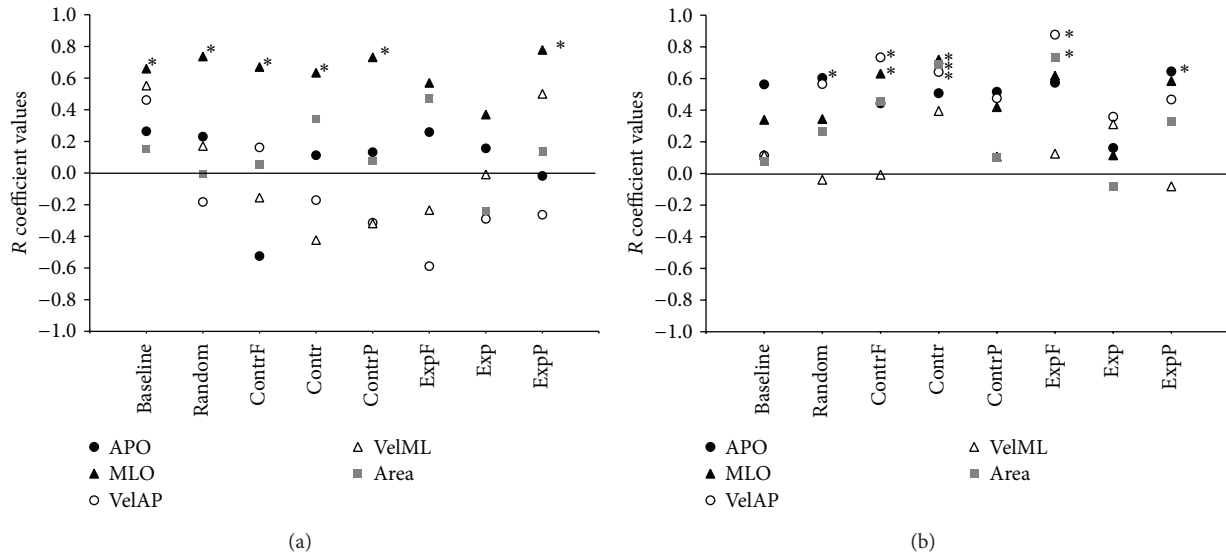 1.0
0.8
0.6
0.4
0.2
0.0
−0.2
−0.4
−0.6
−0.8
−1.0
R coefficient values
* * * * * *
Baseline
Random
ContrF
Contr
ContrP
ExpF
Exp
ExpP
APO
MLO
VelAP
VelML
Area
(a)
1.0
0.8
0.6
0.4
0.2
0.0
−0.2
−0.4
−0.6
−0.8
−1.0
R coefficient values
* * * * * * * * *
Baseline
Random
ContrF
Contr
ContrP
ExpF
Exp
ExpP
APO
MLO
VelAP
VelML
Area
(b)